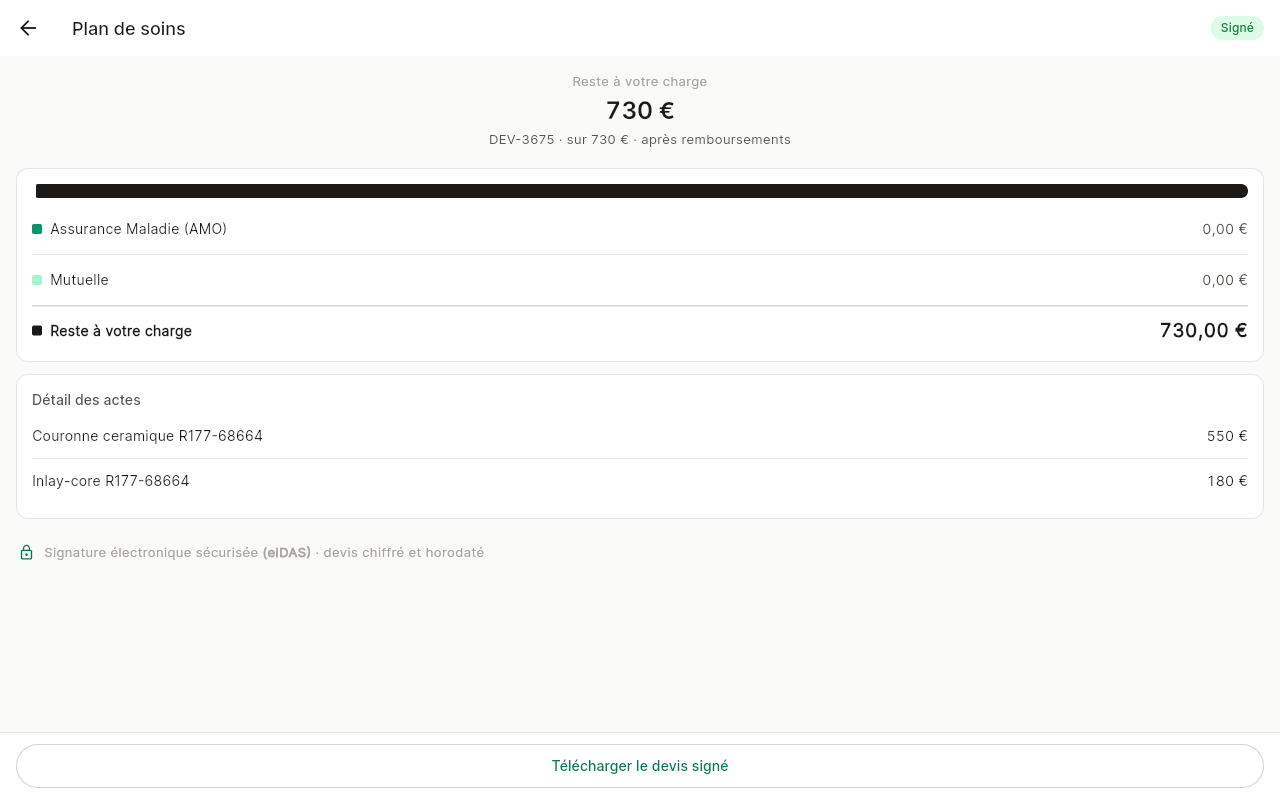 Plan de soins
Signé
Reste à votre charge
730 €
DEV-3675 · sur 730 € · après remboursements
Assurance Maladie (AMO) 0,00 €
Mutuelle 0,00 €
Reste à votre charge 730,00 €
Détail des actes
Couronne ceramique R177-68664 550 €
Inlay-core R177-68664 180 €
Signature électronique sécurisée (eIDAS) · devis chiffré et horodaté
Télécharger le devis signé